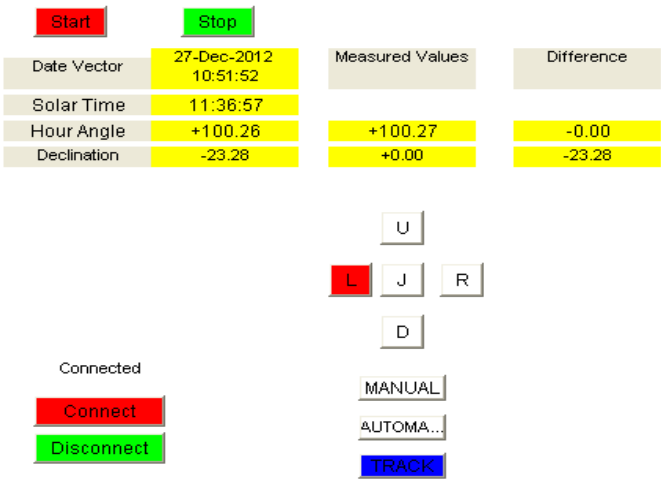 Start Stop
Date Vector 27-Dec-2012 10:51:52 Measured Values Difference
Solar Time 11:36:57
Hour Angle +100.26 +100.27 -0.00
Declination -23.28 +0.00 -23.28
U
L J R
D
Connected
MANUAL
Connect
AUTOMA...
Disconnect
TRACK